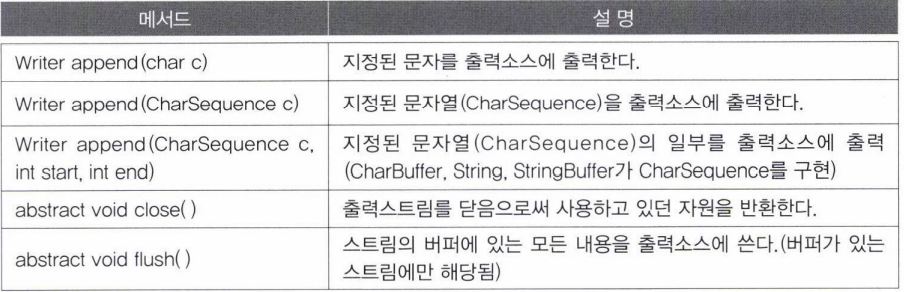 메서드 설 명
Writer append(char c) 지정된 문자를 출력소스에 출력한다.
Writer append(CharSequence c) 지정된 문자열(CharSequence)을 출력소스에 출력한다.
Writer append(CharSequence c, 지정된 문자열(CharSequence)의 일부를 출력소스에 출력
int start, int end) (CharBuffer, String, StringBuffer가 CharSequence를 구현)
abstract void close( ) 출력스트림를 닫음으로써 사용하고 있던 자원을 반환한다.
abstract void flush( ) 스트림의 버퍼에 있는 모든 내용을 출력소스에 쓴다.(버퍼가 있는
스트림에만 해당됨)